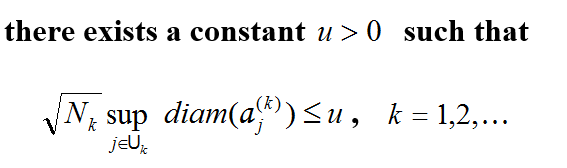 there exists a constant u > 0 such that
√N_k sup_{j∈U_k} diam(a_j^{(k)}) ≤ u , k = 1,2,…